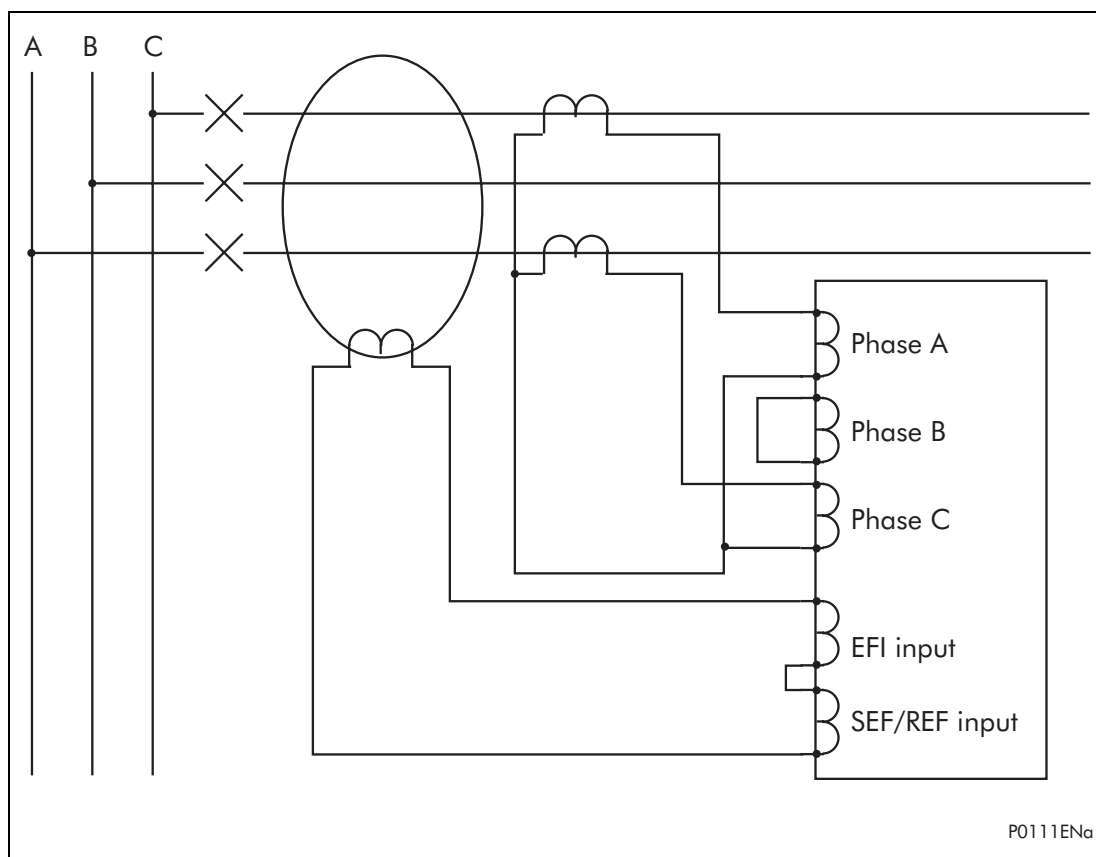 A B C
Phase A
Phase B
Phase C
EFI input
SEF/REF input
P0111ENa